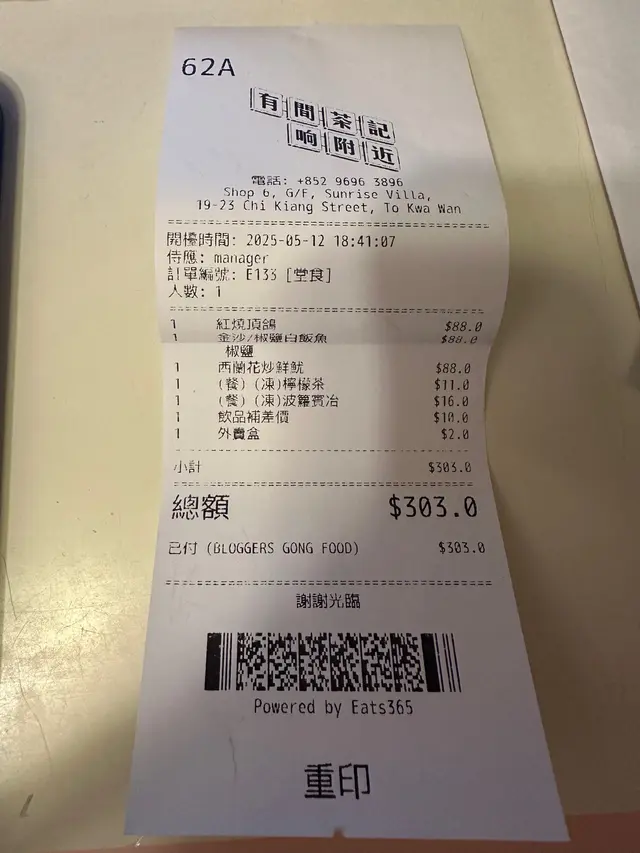 62A
有間茶記
响附近
電話: +852 9696 3896
Shop 6, G/F, Sunrise Villa,
19-23 Chi Kiang Street, To Kwa Wan
開檯時間: 2025-05-12 18:41:07
侍應: manager
訂單編號: E133 [堂食]
人數: 1
1 紅燒頂鴿 $88.0
1 金沙/椒鹽白飯魚 $88.0
椒鹽
1 西蘭花炒鮮魷 $88.0
1 (餐) (凍)檸檬茶 $11.0
1 (餐) (凍)波籮賓冶 $16.0
1 飲品補差價 $10.0
1 外賣盒 $2.0
小計 $303.0
總額 $303.0
已付 (BLOGGERS GONG FOOD) $303.0
謝謝光臨
Powered by Eats365
重印